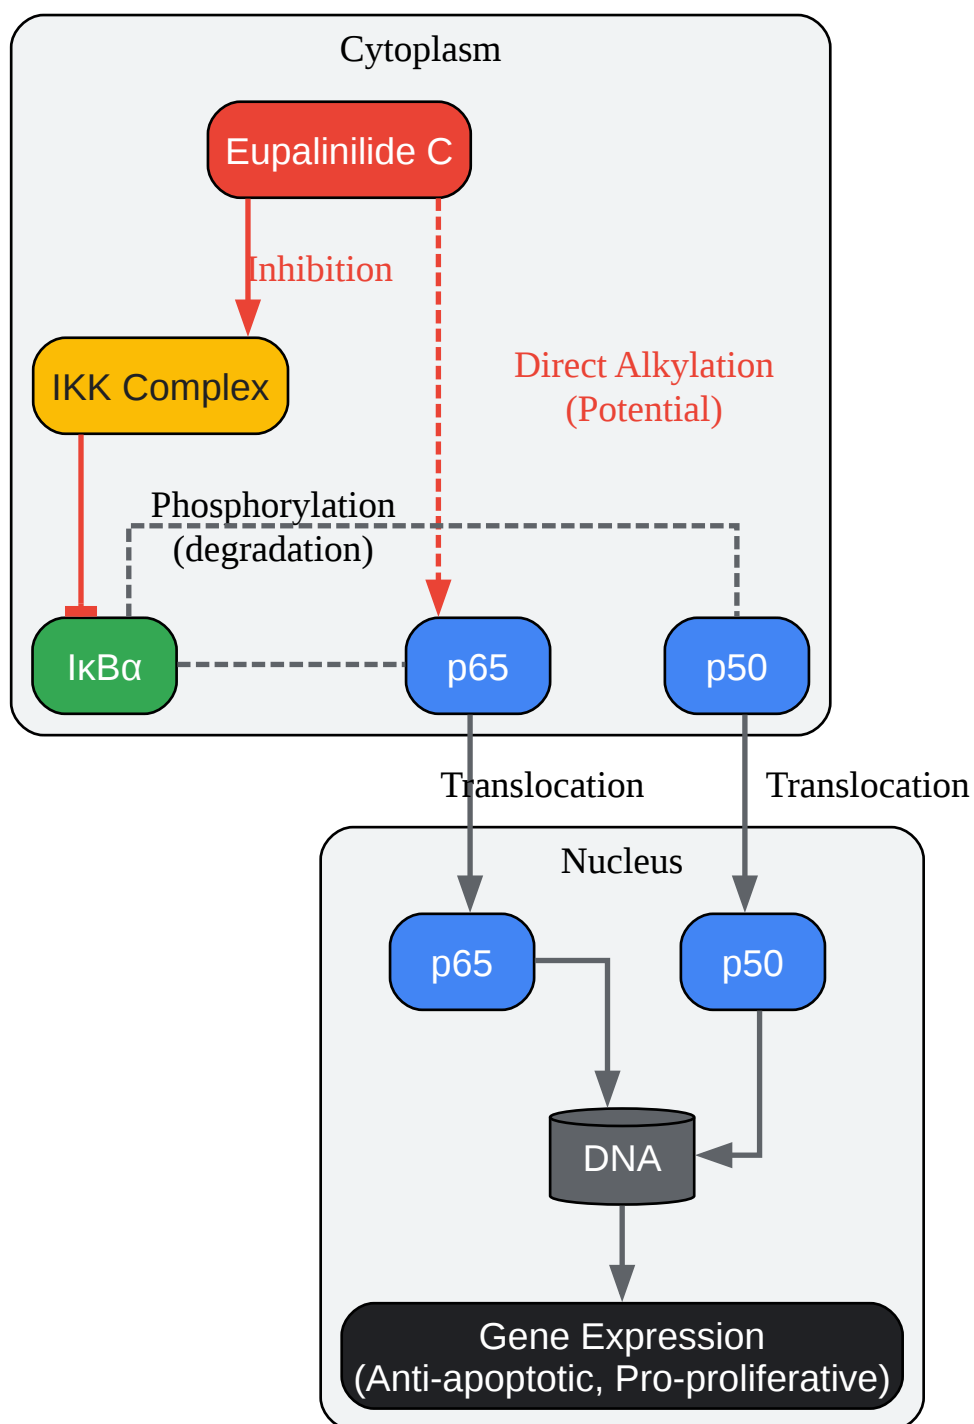 Cytoplasm
Eupalinilide C
Inhibition
IKK Complex
Direct Alkylation
(Potential)
Phosphorylation
(degradation)
IκBα
p65
p50
Translocation
Translocation
Nucleus
p65
p50
DNA
Gene Expression
(Anti-apoptotic, Pro-proliferative)